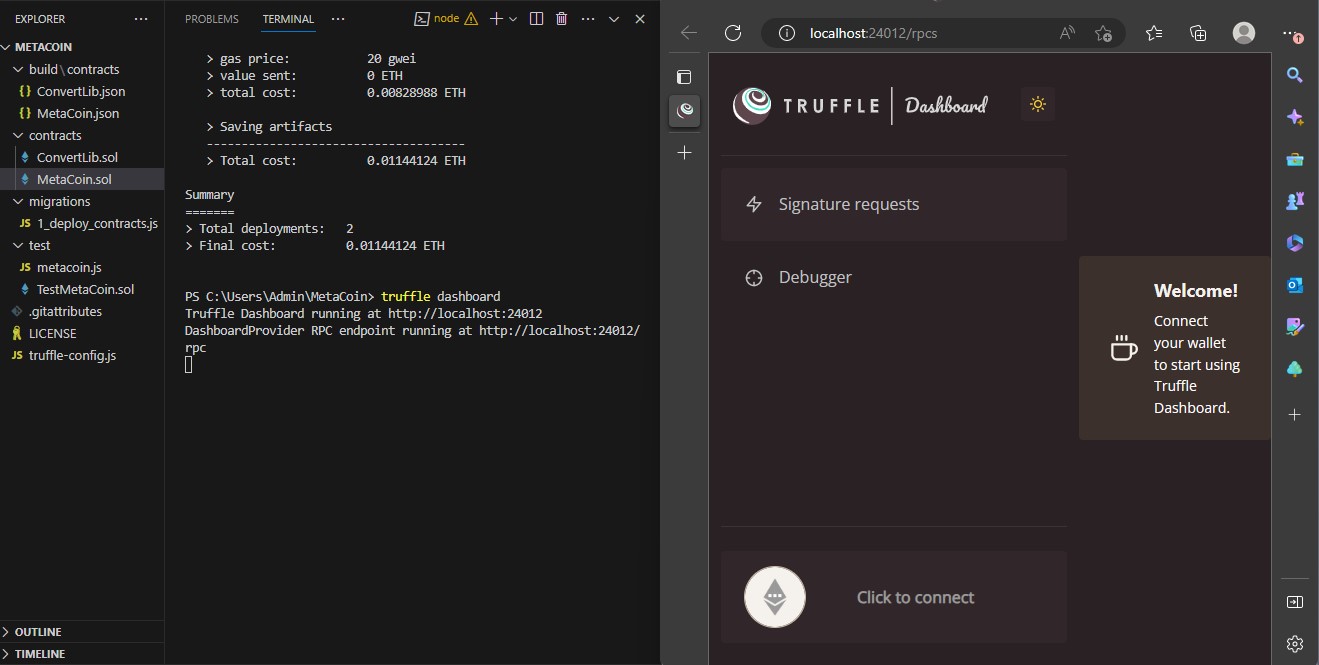 EXPLORER
METACOIN
build\contracts
{} ConvertLib.json
{} MetaCoin.json
contracts
ConvertLib.sol
MetaCoin.sol
migrations
JS 1_deploy_contracts.js
test
JS metacoin.js
TestMetaCoin.sol
.gitattributes
LICENSE
JS truffle-config.js
OUTLINE
TIMELINE
PROBLEMS TERMINAL ··· node
> gas price: 20 gwei
> value sent: 0 ETH
> total cost: 0.00828988 ETH
> Saving artifacts
-------------------------------------
> Total cost: 0.01144124 ETH
Summary
=======
> Total deployments: 2
> Final cost: 0.01144124 ETH
PS C:\Users\Admin\MetaCoin> truffle dashboard
Truffle Dashboard running at http://localhost:24012
DashboardProvider RPC endpoint running at http://localhost:24012/
rpc
localhost:24012/rpcs
TRUFFLE | Dashboard
Signature requests
Debugger
Welcome!
Connect
your wallet
to start using
Truffle
Dashboard.
Click to connect